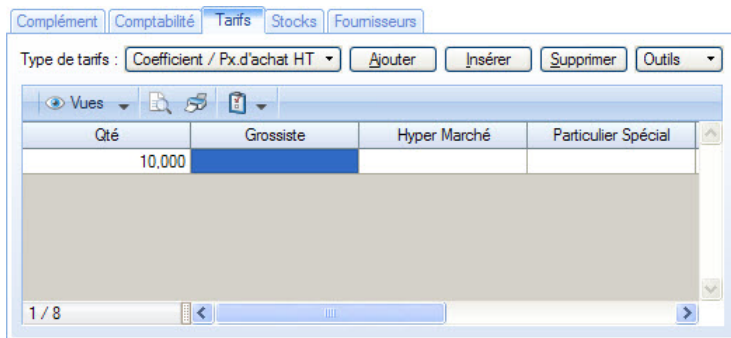 Complément Comptabilité Tarifs Stocks Fournisseurs
Type de tarifs : Coefficient / Px.d'achat HT Ajouter Insérer Supprimer Outils
Vues
Qté Grossiste Hyper Marché Particulier Spécial
10,000
1 / 8